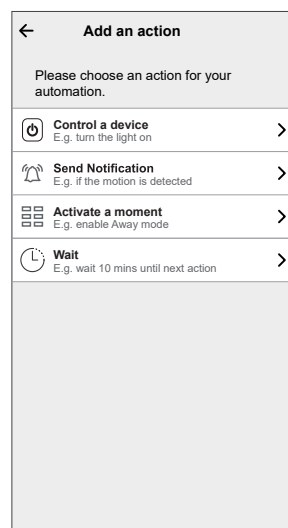 Add an action
Please choose an action for your
automation.
Control a device
E.g. turn the light on
Send Notification
E.g. if the motion is detected
Activate a moment
E.g. enable Away mode
Wait
E.g. wait 10 mins until next action